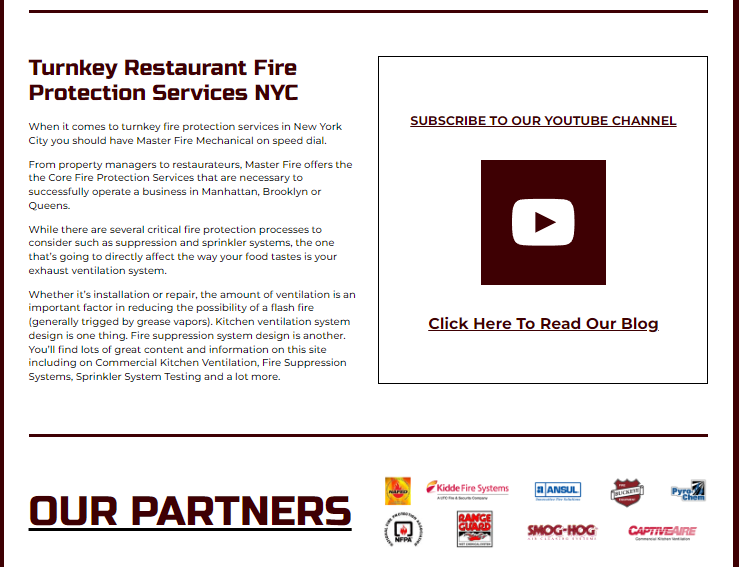 Turnkey Restaurant Fire
Protection Services NYC
When it comes to turnkey fire protection services in New York
City you should have Master Fire Mechanical on speed dial.
From property managers to restaurateurs, Master Fire offers the
the Core Fire Protection Services that are necessary to
successfully operate a business in Manhattan, Brooklyn or
Queens.
While there are several critical fire protection processes to
consider such as suppression and sprinkler systems, the one
that's going to directly affect the way your food tastes is your
exhaust ventilation system.
Whether it's installation or repair, the amount of ventilation is an
important factor in reducing the possibility of a flash fire
(generally trigged by grease vapors). Kitchen ventilation system
design is one thing. Fire suppression system design is another.
You'll find lots of great content and information on this site
including on Commercial Kitchen Ventilation, Fire Suppression
Systems, Sprinkler System Testing and a lot more.
SUBSCRIBE TO OUR YOUTUBE CHANNEL
Click Here To Read Our Blog
OUR PARTNERS
Kidde Fire Systems
ANSUL
BUCKEYE
Pyro
Chem
NFPA
RANGE
GUARD
SMOG-HOG
AIR CLEANING SYSTEMS
CAPTIVEAIRE
Commercial Kitchen Ventilation